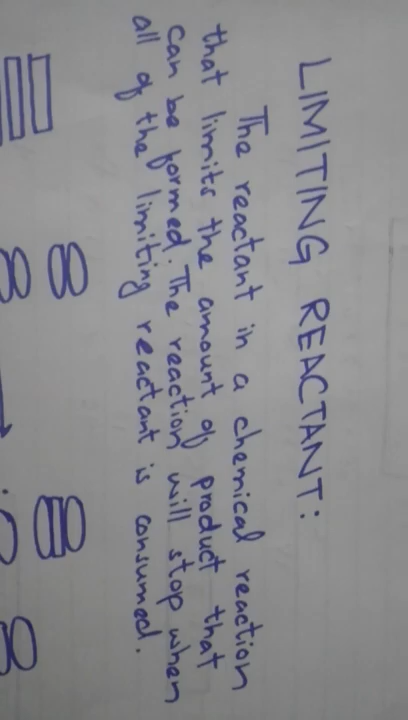 LIMITING REACTANT:
The reactant in a chemical reaction
that limits the amount of product that
can be formed. The reaction will stop when
all of the limiting reactant is consumed.